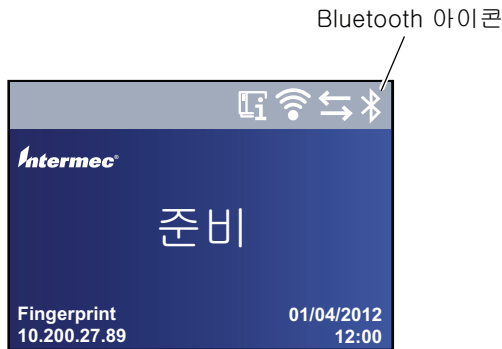 Bluetooth 아이콘
Intermec®
준비
Fingerprint 01/04/2012
10.200.27.89 12:00